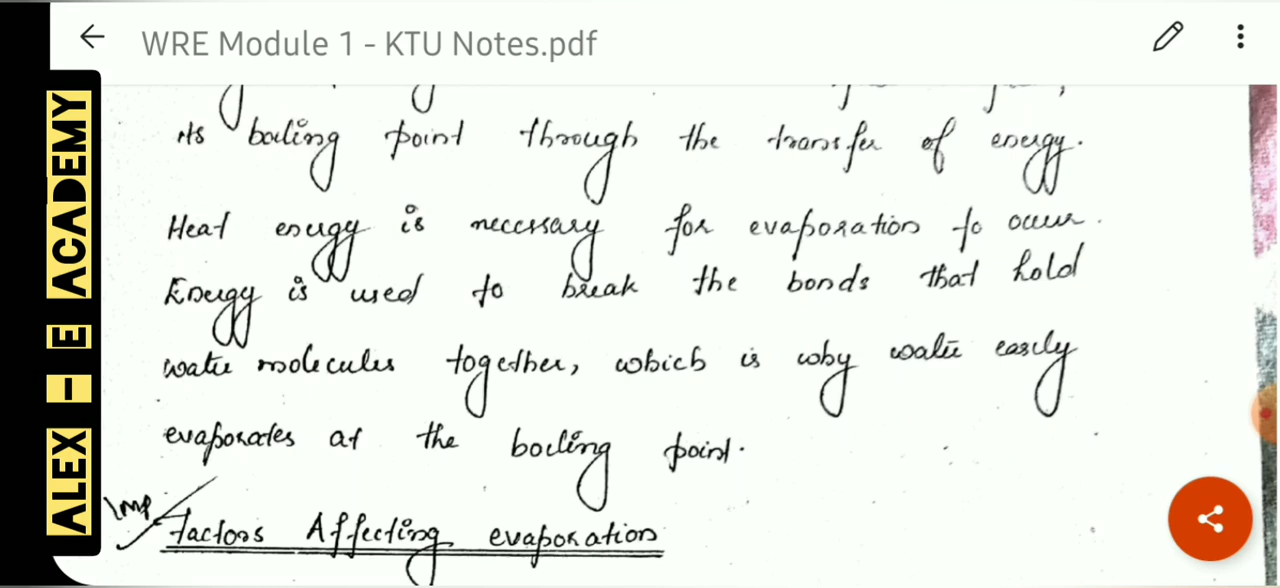 WRE Module 1 - KTU Notes.pdf
ALEX – E ACADEMY
its boiling point through the transfer of energy.
Heat energy is necessary for evaporation to occur.
Energy is used to break the bonds that hold
water molecules together, which is why water easily
evaporates at the boiling point.
Imp
Factors Affecting evaporation